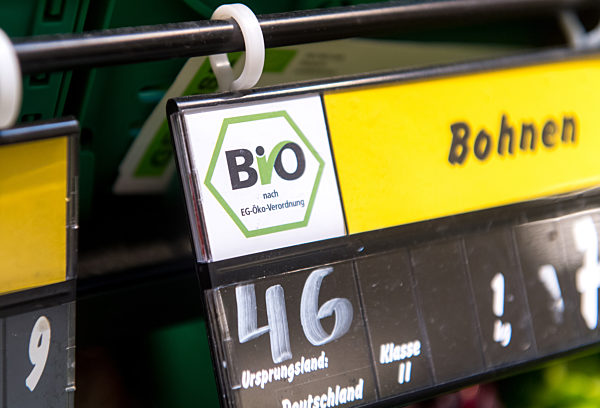 BiO
nach
EG-Öko-Verordnung
Bohnen
9
46
Ursprungsland:
Deutschland
Klasse
II